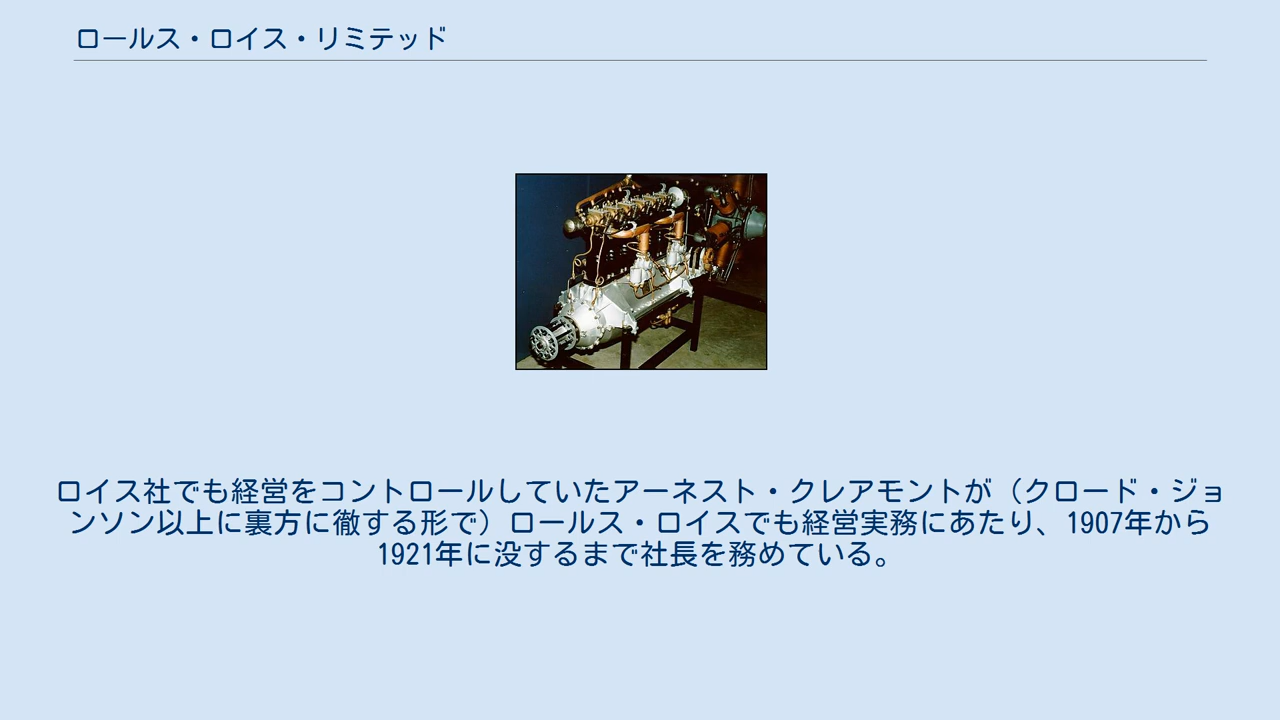 ロールス・ロイス・リミテッド
ロイス社でも経営をコントロールしていたアーネスト・クレアモントが（クロード・ジョ
ンソン以上に裏方に徹する形で）ロールス・ロイスでも経営実務にあたり、1907年から
1921年に没するまで社長を務めている。